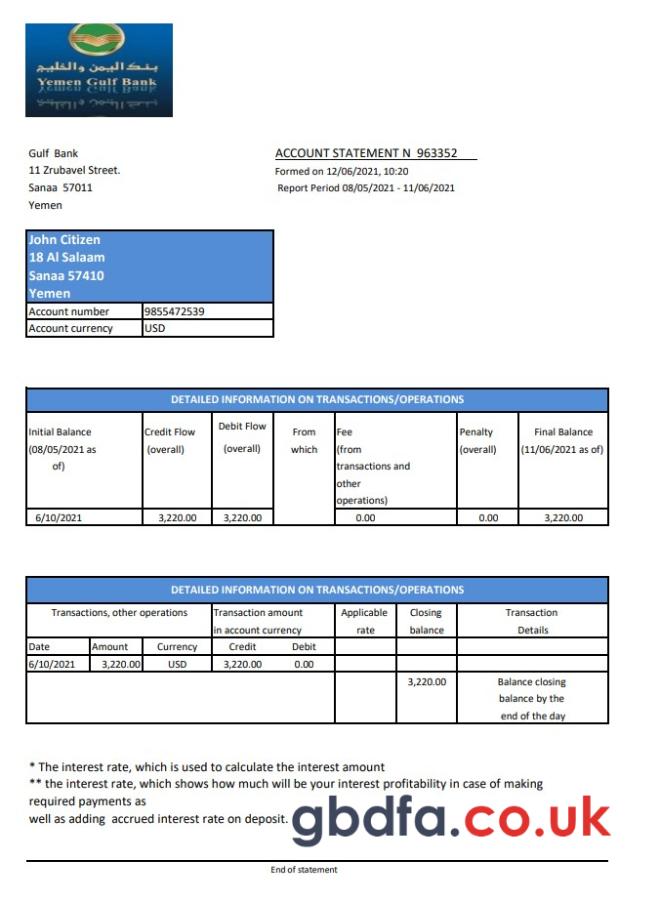 بنك اليمن والخليج
Yemen Gulf Bank
Gulf Bank
11 Zrubavel Street.
Sanaa 57011
Yemen
ACCOUNT STATEMENT N 963352
Formed on 12/06/2021, 10:20
Report Period 08/05/2021 - 11/06/2021
John Citizen
18 Al Salaam
Sanaa 57410
Yemen
Account number 9855472539
Account currency USD
DETAILED INFORMATION ON TRANSACTIONS/OPERATIONS
Initial Balance (08/05/2021 as of) Credit Flow (overall) Debit Flow (overall) From which Fee (from transactions and other operations) Penalty (overall) Final Balance (11/06/2021 as of)
6/10/2021 3,220.00 3,220.00 0.00 0.00 3,220.00
DETAILED INFORMATION ON TRANSACTIONS/OPERATIONS
Transactions, other operations Transaction amount in account currency Applicable rate Closing balance Transaction Details
Date Amount Currency Credit Debit
6/10/2021 3,220.00 USD 3,220.00 0.00
3,220.00 Balance closing balance by the end of the day
* The interest rate, which is used to calculate the interest amount
** the interest rate, which shows how much will be your interest profitability in case of making
required payments as
well as adding accrued interest rate on deposit.
gbdfa.co.uk
End of statement